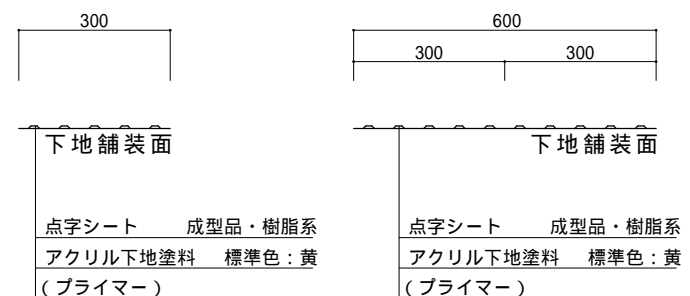 300
600
300
300
下地舗装面
下地舗装面
点字シート 成型品・樹脂系
アクリル下地塗料 標準色：黄
（プライマー）
点字シート 成型品・樹脂系
アクリル下地塗料 標準色：黄
（プライマー）